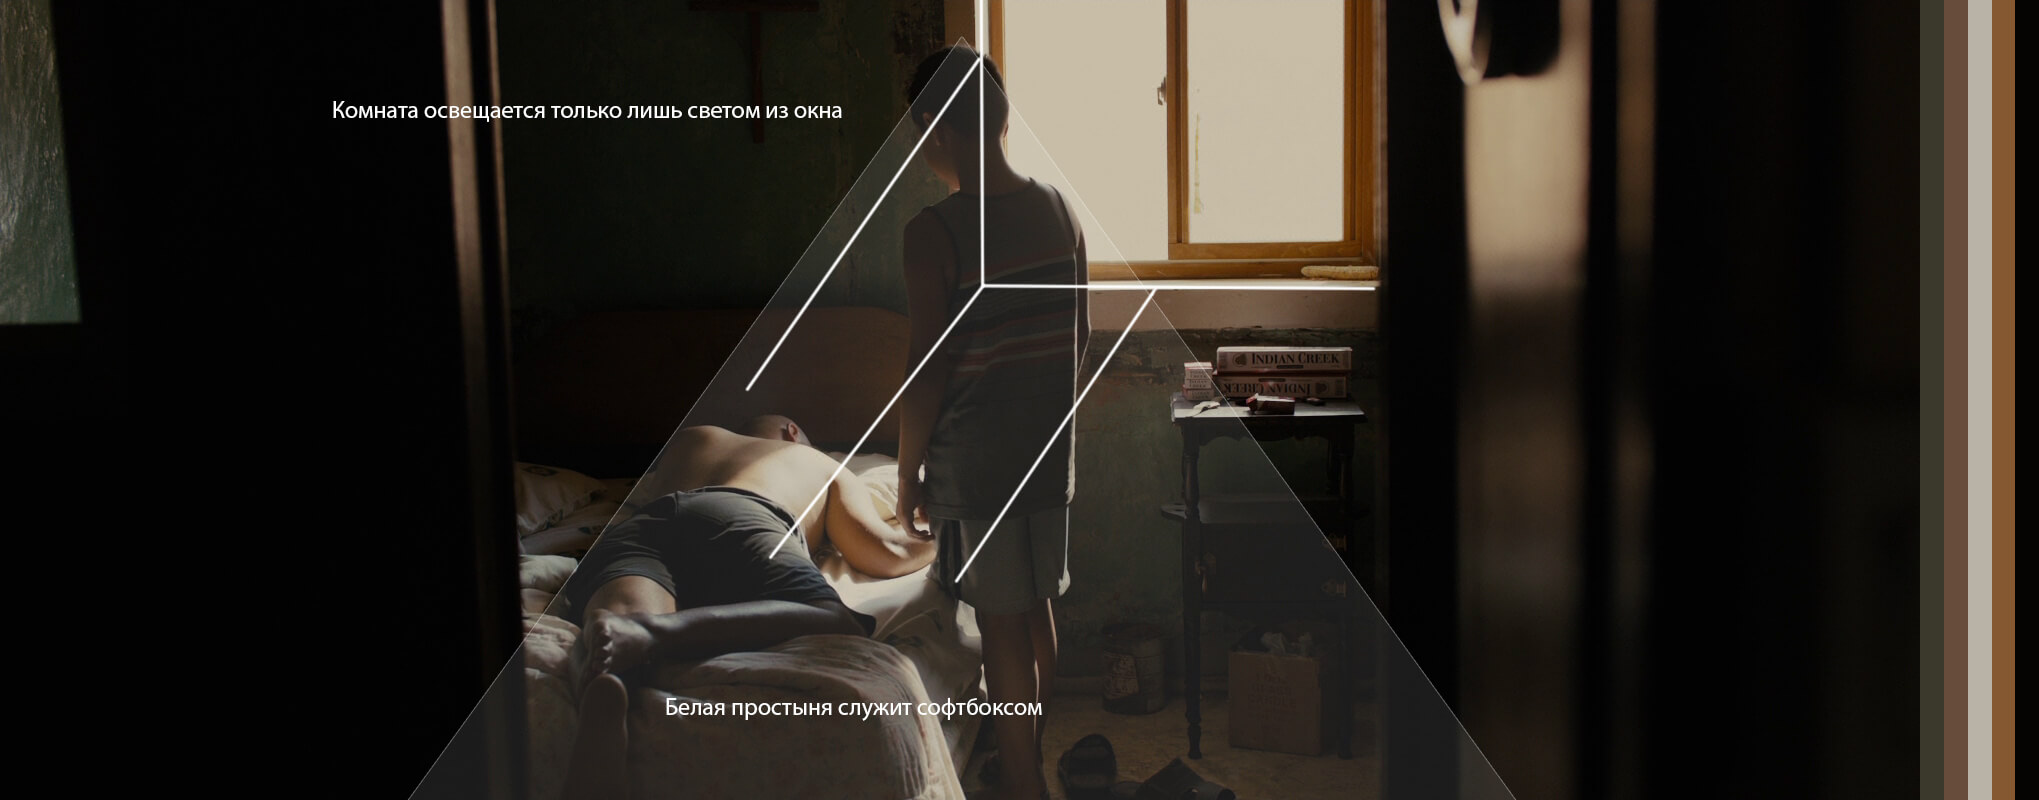 Комната освещается только лишь светом из окна
INDIAN CREEK
INDIAN CREEK
Белая простыня служит софтбоксом